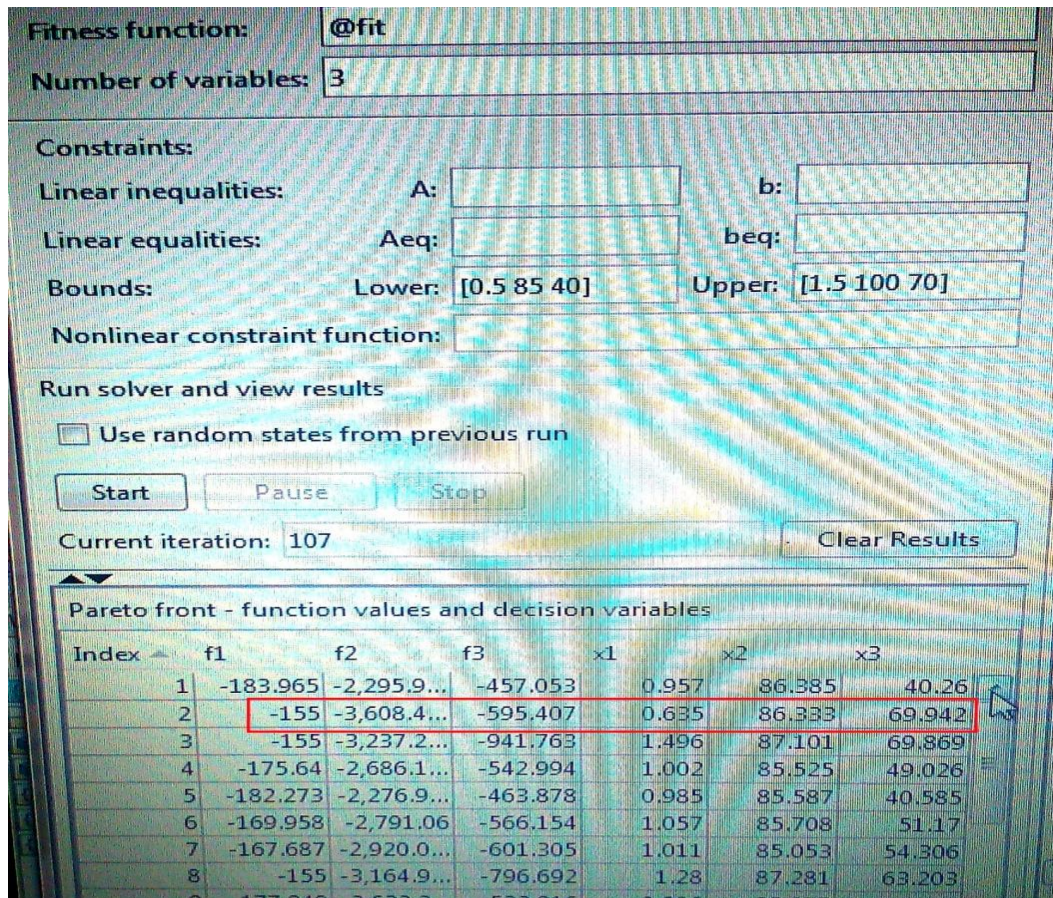 Fitness function: @fit
Number of variables: 3
Constraints:
Linear inequalities: A: b:
Linear equalities: Aeq: beq:
Bounds: Lower: [0.5 85 40] Upper: [1.5 100 70]
Nonlinear constraint function:
Run solver and view results
Use random states from previous run
Start Pause Stop
Current iteration: 107 Clear Results
Pareto front - function values and decision variables
Index f1 f2 f3 x1 x2 x3
1 -183.965 -2,295.9... -457.053 0.957 86.385 40.26
2 -155 -3,608.4... -595.407 0.635 86.333 69.942
3 -155 -3,237.2... -941.763 1.496 87.101 69.869
4 -175.64 -2,686.1... -542.994 1.002 85.525 49.026
5 -182.273 -2,276.9... -463.878 0.985 85.587 40.585
6 -169.958 -2,791.06 -566.154 1.057 85.708 51.17
7 -167.687 -2,920.0... -601.305 1.011 85.053 54.306
8 -155 -3,164.9... -796.692 1.28 87.281 63.203